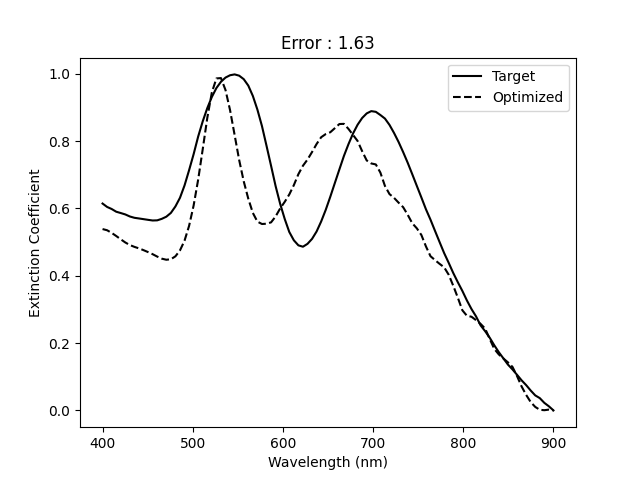 Error : 1.63
Target
Optimized
1.0
0.8
0.6
0.4
0.2
0.0
Extinction Coefficient
400 500 600 700 800 900
Wavelength (nm)